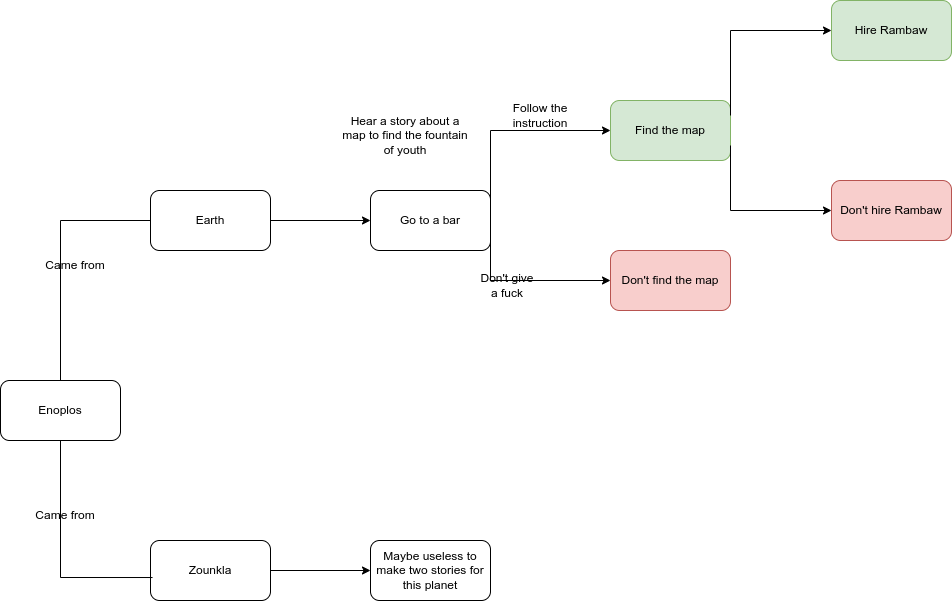 Hire Rambaw
Follow the
instruction
Hear a story about a
map to find the fountain
of youth
Find the map
Don't hire Rambaw
Earth
Go to a bar
Came from
Don't give
a fuck
Don't find the map
Enoplos
Came from
Zounkla
Maybe useless to
make two stories for
this planet